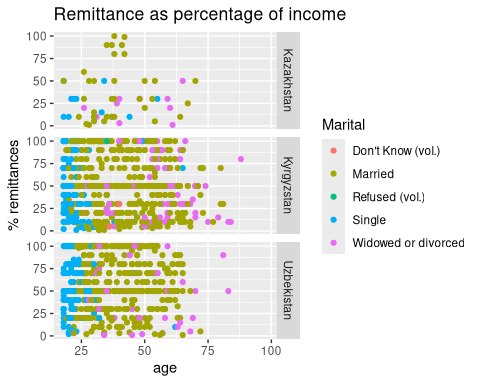 Remittance as percentage of income
100
75
50
25
0
Kazakhstan
100
75
50
25
0
Kyrgyzstan
100
75
50
25
0
Uzbekistan
% remittances
25
50
75
100
age
Marital
Don't Know (vol.)
Married
Refused (vol.)
Single
Widowed or divorced